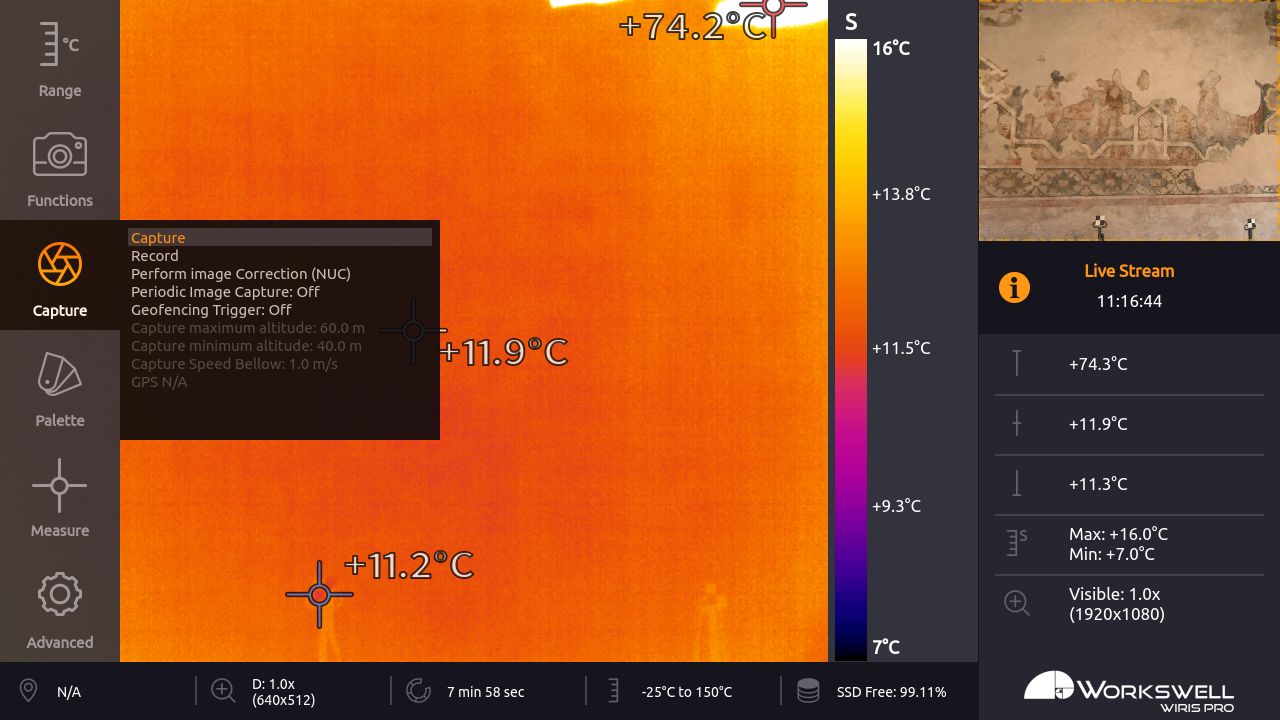 °C
Range
Functions
Capture
Palette
Measure
Advanced
Capture
Record
Perform image Correction (NUC)
Periodic Image Capture: Off
Geofencing Trigger: Off
Capture maximum altitude: 60.0 m
Capture minimum altitude: 40.0 m
Capture Speed Bellow: 1.0 m/s
GPS N/A
+74.2°C
+11.9°C
+11.2°C
S
16°C
+13.8°C
+11.5°C
+9.3°C
7°C
i
Live Stream
11:16:44
+74.3°C
+11.9°C
+11.3°C
S
Max: +16.0°C
Min: +7.0°C
Visible: 1.0x
(1920x1080)
N/A
D: 1.0x
(640x512)
7 min 58 sec
-25°C to 150°C
SSD Free: 99.11%
WORKSWELL
WIRIS PRO